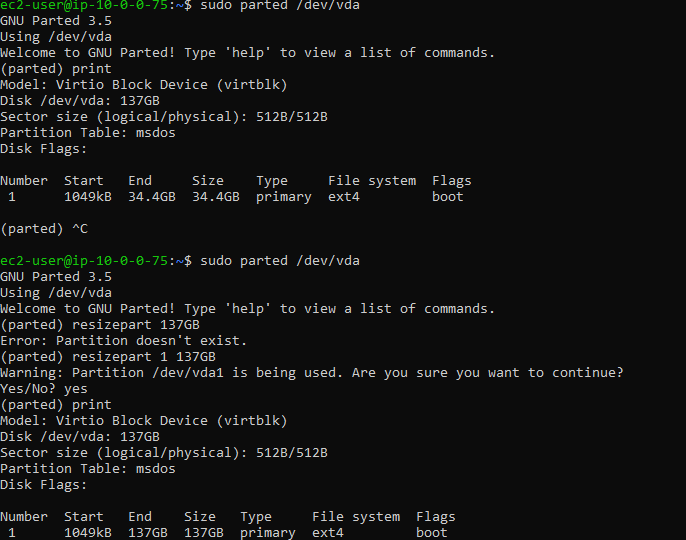 ec2-user@ip-10-0-0-75:~$ sudo parted /dev/vda
GNU Parted 3.5
Using /dev/vda
Welcome to GNU Parted! Type 'help' to view a list of commands.
(parted) print
Model: Virtio Block Device (virtblk)
Disk /dev/vda: 137GB
Sector size (logical/physical): 512B/512B
Partition Table: msdos
Disk Flags:
Number  Start   End     Size    Type     File system  Flags
 1      1049kB  34.4GB  34.4GB  primary  ext4         boot
(parted) ^C
ec2-user@ip-10-0-0-75:~$ sudo parted /dev/vda
GNU Parted 3.5
Using /dev/vda
Welcome to GNU Parted! Type 'help' to view a list of commands.
(parted) resizepart 137GB
Error: Partition doesn't exist.
(parted) resizepart 1 137GB
Warning: Partition /dev/vda1 is being used. Are you sure you want to continue?
Yes/No? yes
(parted) print
Model: Virtio Block Device (virtblk)
Disk /dev/vda: 137GB
Sector size (logical/physical): 512B/512B
Partition Table: msdos
Disk Flags:
Number  Start   End    Size   Type     File system  Flags
 1      1049kB  137GB  137GB  primary  ext4         boot